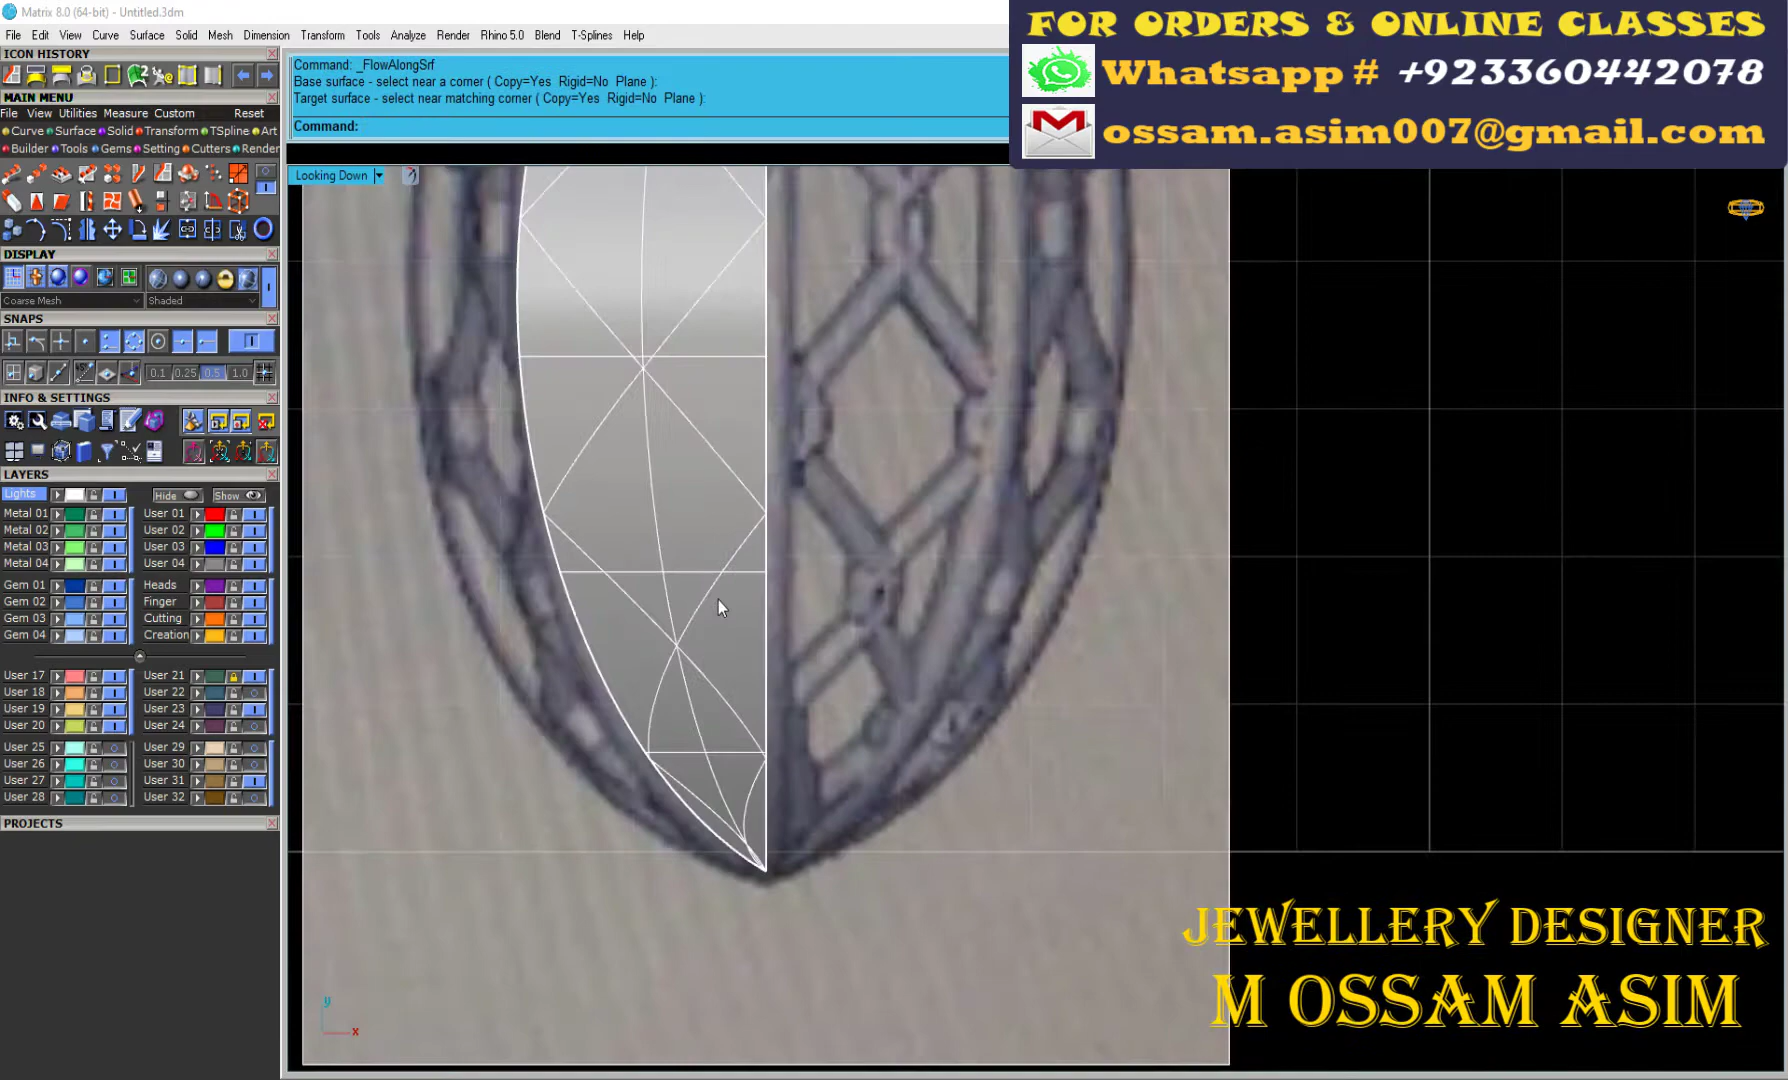 Matrix 8.0 (64-bit) - Untitled.3dm
File Edit View Curve Surface Solid Mesh Dimension Transform Tools Analyze Render Rhino 5.0 Blend T-Splines Help
FOR ORDERS & ONLINE CLASSES
Whatsapp # +923360442078
ossam.asim007@gmail.com
ICON HISTORY
Command: _FlowAlongSrf
Base surface - select near a corner ( Copy=Yes Rigid=No Plane ):
Target surface - select near matching corner ( Copy=Yes Rigid=No Plane ):
Command:
MAIN MENU
File View Utilities Measure Custom Reset
Curve Surface Solid Transform TSpline Art
Builder Tools Gems Setting Cutters Render
Looking Down
DISPLAY
Coarse Mesh Shaded
SNAPS
0.1 0.25 0.5 1.0
INFO & SETTINGS
LAYERS
Lights Hide Show
Metal 01 User 01
Metal 02 User 02
Metal 03 User 03
Metal 04 User 04
Gem 01 Heads
Gem 02 Finger
Gem 03 Cutting
Gem 04 Creation
User 17 User 21
User 18 User 22
User 19 User 23
User 20 User 24
User 25 User 29
User 26 User 30
User 27 User 31
User 28 User 32
PROJECTS
y
x
JEWELLERY DESIGNER
M OSSAM ASIM